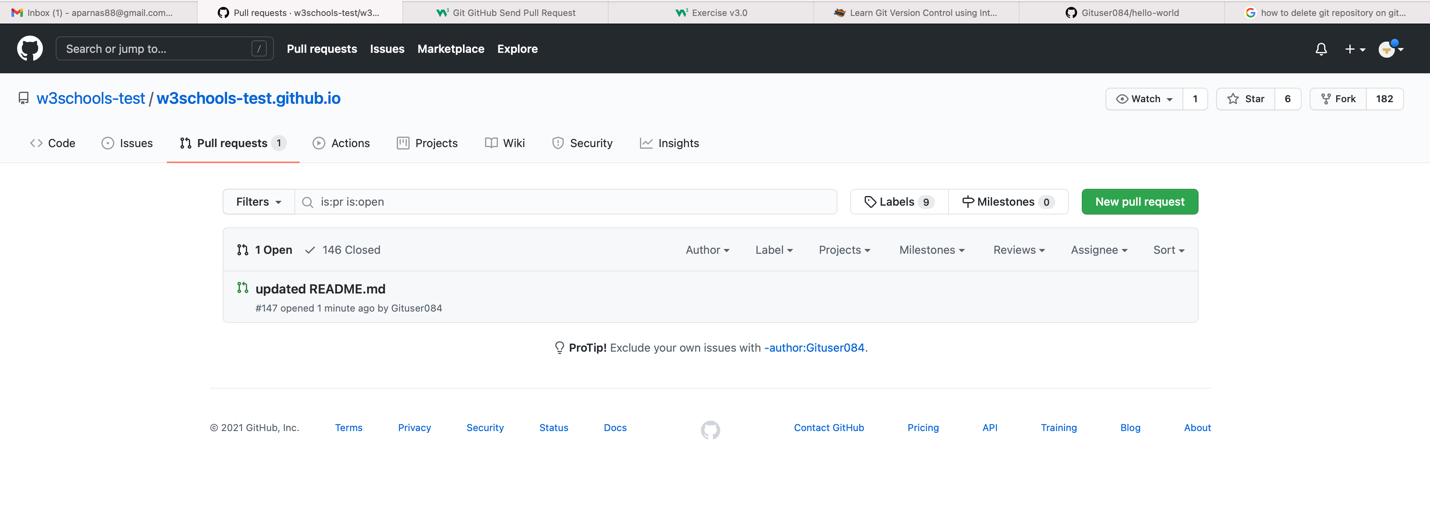 Inbox (1) - aparnas88@gmail.com... Pull requests · w3schools-test/w3... Git GitHub Send Pull Request Exercise v3.0 Learn Git Version Control using Int... Gituser084/hello-world how to delete git repository on git...
Search or jump to... / Pull requests Issues Marketplace Explore
w3schools-test / w3schools-test.github.io Watch 1 Star 6 Fork 182
Code Issues Pull requests 1 Actions Projects Wiki Security Insights
Filters is:pr is:open Labels 9 Milestones 0 New pull request
1 Open 146 Closed Author Label Projects Milestones Reviews Assignee Sort
updated README.md
#147 opened 1 minute ago by Gituser084
ProTip! Exclude your own issues with -author:Gituser084.
© 2021 GitHub, Inc. Terms Privacy Security Status Docs Contact GitHub Pricing API Training Blog About